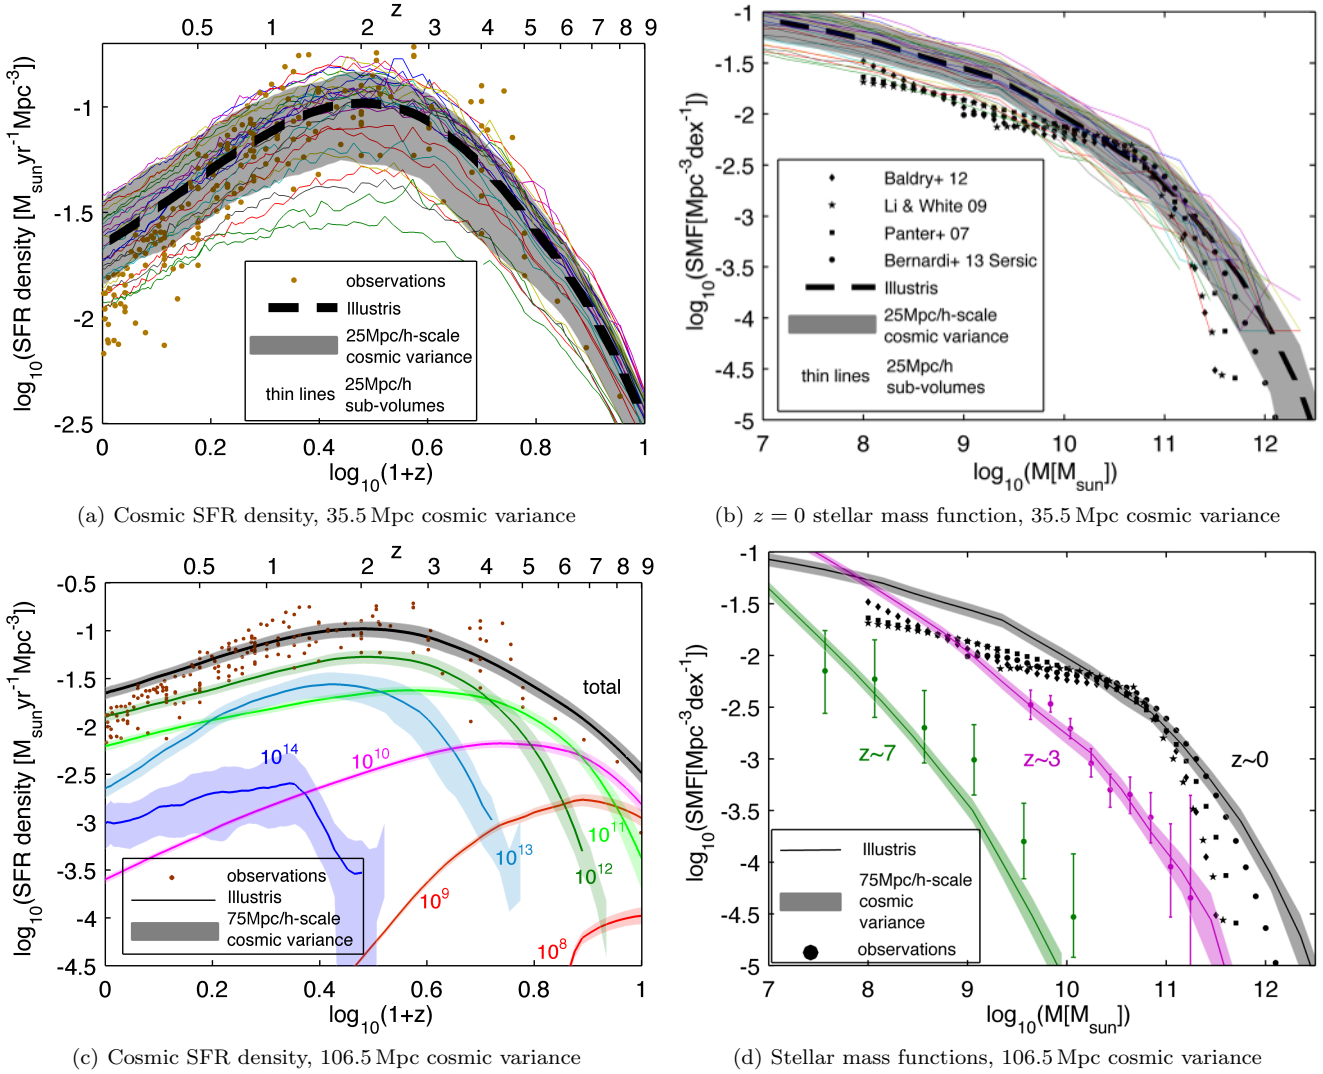 z
0.5 1 2 3 4 5 6 7 8 9
log10(SFR density [Msun yr-1 Mpc-3])
-1
-1.5
-2
-2.5
observations
Illustris
25Mpc/h-scale
cosmic variance
thin lines 25Mpc/h
sub-volumes
0 0.2 0.4 0.6 0.8 1
log10(1+z)
(a) Cosmic SFR density, 35.5 Mpc cosmic variance
log10(SMF[Mpc-3dex-1])
-1
-1.5
-2
-2.5
-3
-3.5
-4
-4.5
-5
Baldry+ 12
Li & White 09
Panter+ 07
Bernardi+ 13 Sersic
Illustris
25Mpc/h-scale
cosmic variance
thin lines 25Mpc/h
sub-volumes
7 8 9 10 11 12
log10(M[Msun])
(b) z = 0 stellar mass function, 35.5 Mpc cosmic variance
z
0.5 1 2 3 4 5 6 7 8 9
log10(SFR density [Msun yr-1 Mpc-3])
-0.5
-1
-1.5
-2
-2.5
-3
-3.5
-4
-4.5
total
10^14
10^10
10^11
10^13
10^12
10^9
10^8
observations
Illustris
75Mpc/h-scale
cosmic variance
0 0.2 0.4 0.6 0.8 1
log10(1+z)
(c) Cosmic SFR density, 106.5 Mpc cosmic variance
log10(SMF[Mpc-3dex-1])
-1
-1.5
-2
-2.5
-3
-3.5
-4
-4.5
-5
z~7
z~3
z~0
Illustris
75Mpc/h-scale
cosmic
variance
observations
7 8 9 10 11 12
log10(M[Msun])
(d) Stellar mass functions, 106.5 Mpc cosmic variance